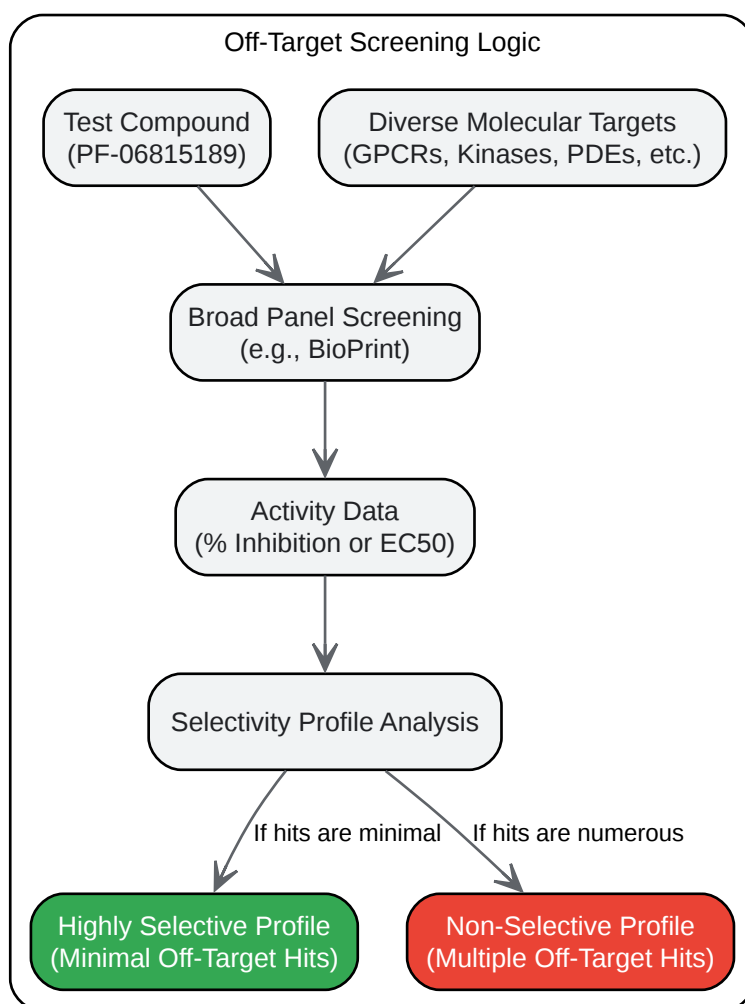 Off-Target Screening Logic
Test Compound
(PF-06815189)
Diverse Molecular Targets
(GPCRs, Kinases, PDEs, etc.)
Broad Panel Screening
(e.g., BioPrint)
Activity Data
(% Inhibition or EC50)
Selectivity Profile Analysis
If hits are minimal
If hits are numerous
Highly Selective Profile
(Minimal Off-Target Hits)
Non-Selective Profile
(Multiple Off-Target Hits)